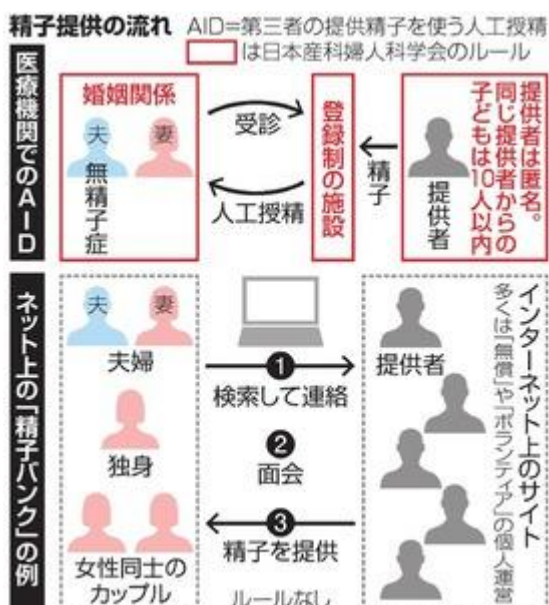 精子提供の流れ AID=第三者の提供精子を使う人工授精
は日本産科婦人科学会のルール
医療機関でのAID
婚姻関係
夫 妻
無精子症
受診
人工授精
登録制の施設
精子
提供者
提供者は匿名。
同じ提供者からの
子どもは10人以内
ネット上の「精子バンク」の例
夫 妻
夫婦
独身
女性同士の
カップル
❶
検索して連絡
❷
面会
❸
精子を提供
ルールなし
提供者
インターネット上のサイト
多くは「無償」や「ボランティア」の個人運営